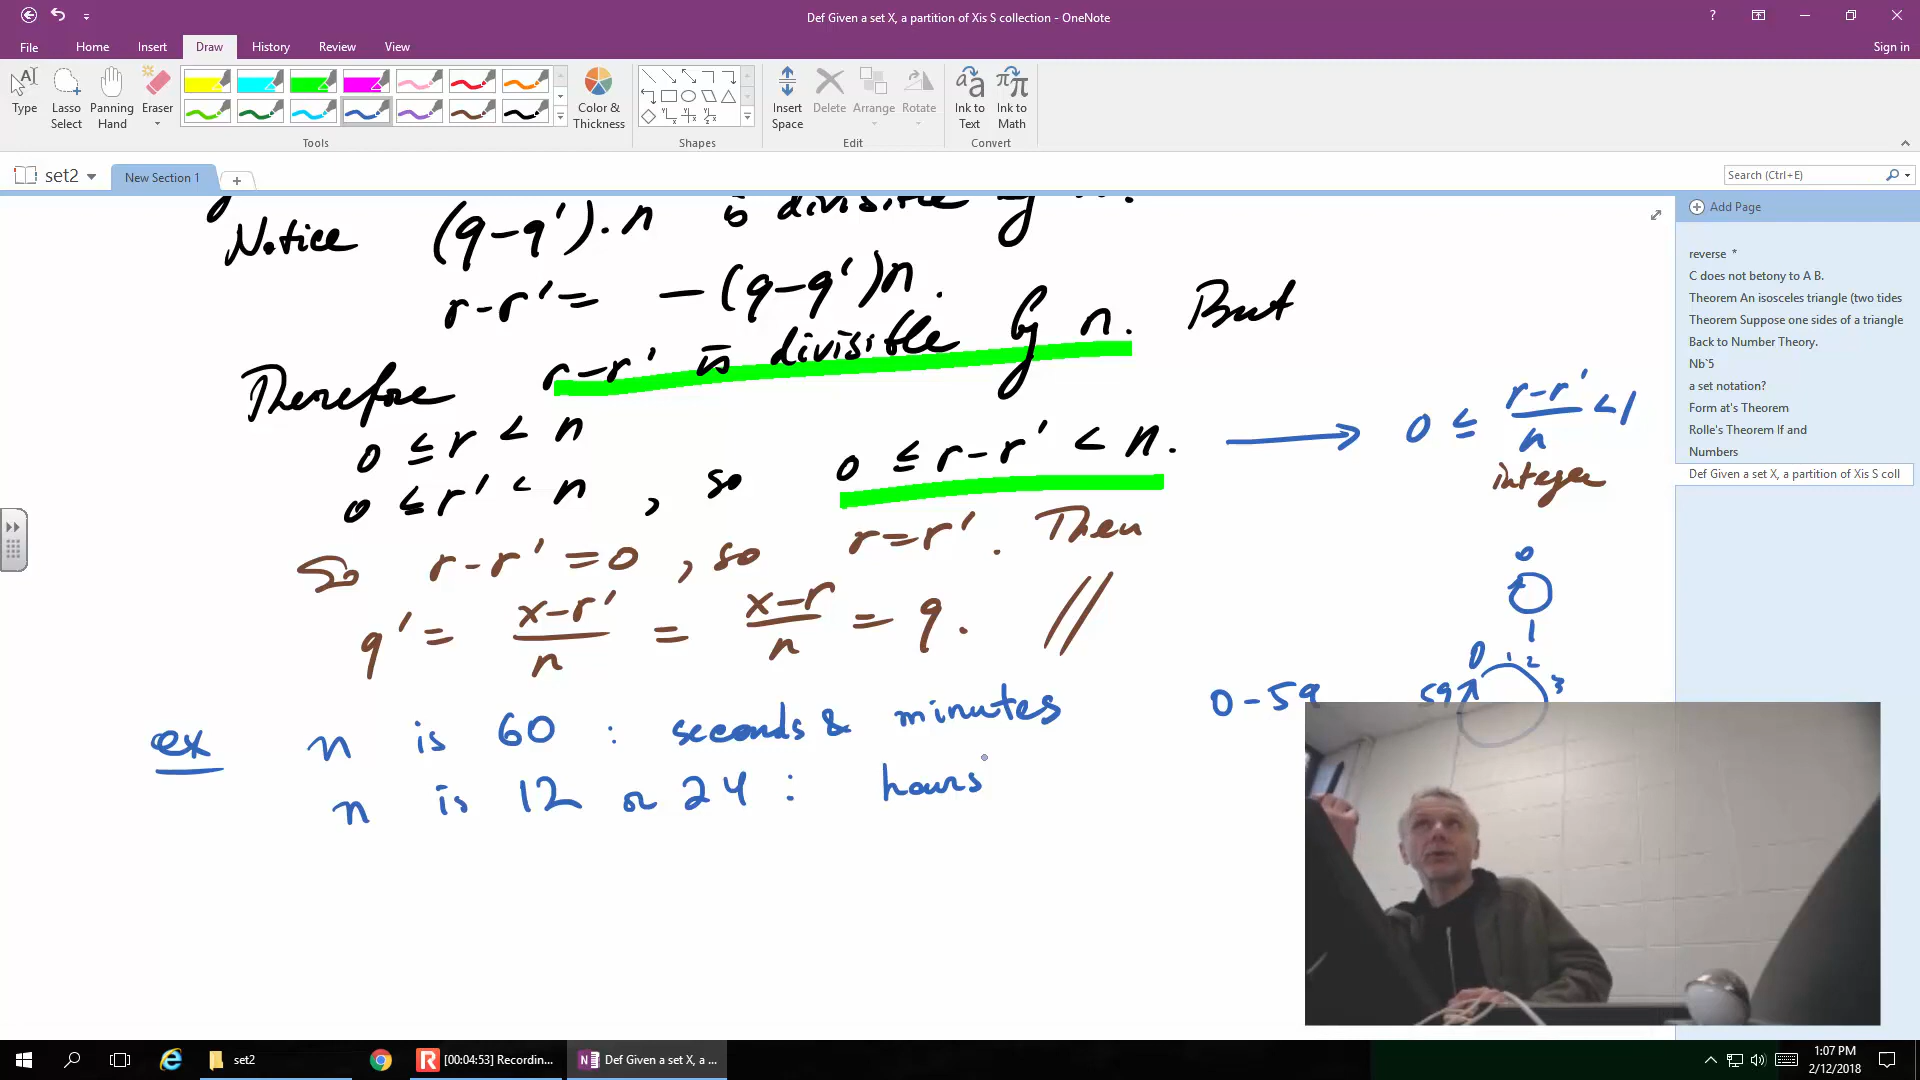 Def Given a set X, a partition of Xis S collection - OneNote
File Home Insert Draw History Review View Sign in
Type Lasso Select Panning Hand Eraser Color & Thickness Insert Space Delete Arrange Rotate Ink to Text Ink to Math
Tools Shapes Edit Convert
set2 New Section 1 Search (Ctrl+E)
Add Page
reverse *
C does not betony to A B.
Theorem An isosceles triangle (two tides
Theorem Suppose one sides of a triangle
Back to Number Theory.
Nb`5
a set notation?
Form at's Theorem
Rolle's Theorem If and
Numbers
Def Given a set X, a partition of Xis S coll
Notice (q-q')·n is divisible by
r-r' = -(q-q')n.
Therefore r-r' is divisible by n. But
0 ≤ r < n
0 ≤ r' < n, so 0 ≤ r-r' < n. → 0 ≤ (r-r')/n < 1
integer
So r-r' = 0, so r=r'. Then
q' = (x-r')/n = (x-r)/n = q. //
0
1
0 1 2
59 3
ex n is 60 : seconds & minutes 0-59
n is 12 or 24 : hours
set2 [00:04:53] Recordin... Def Given a set X, a ... 1:07 PM
2/12/2018